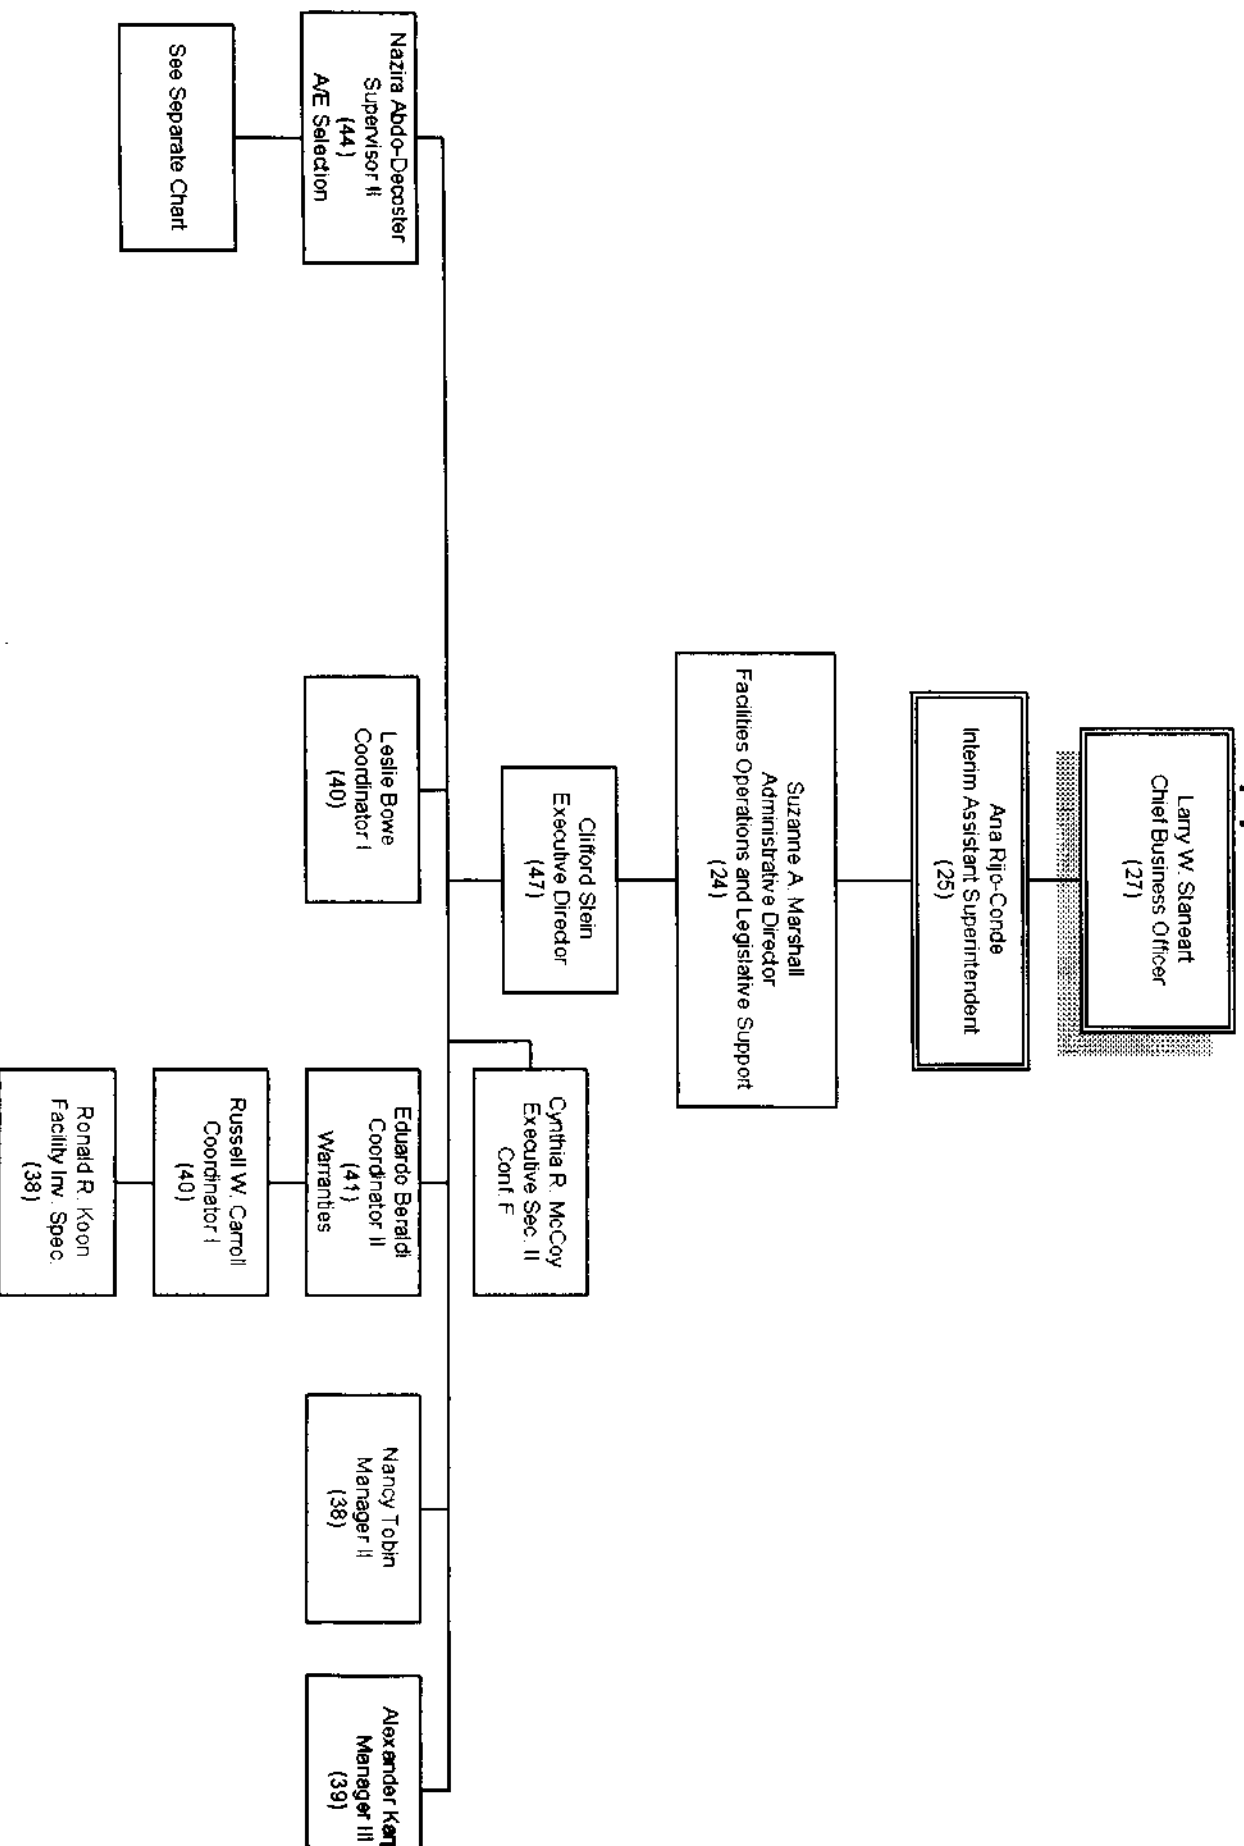 Larry W. Staneart
Chief Business Officer
(27)
Ana Rijo-Conde
Interim Assistant Superintendent
(25)
Suzanne A. Marshall
Administrative Director
Facilities Operations and Legislative Support
(24)
Clifford Stein
Executive Director
(47)
Cynthia R. McCoy
Executive Sec. II
Conf. F
Nazira Abdo-Decoster
Supervisor II
(44)
A/E Selection
See Separate Chart
Leslie Bowe
Coordinator I
(40)
Eduardo Beraldi
Coordinator II
(41)
Warranties
Russell W. Carroll
Coordinator I
(40)
Ronald R. Koon
Facility Inv. Spec.
(38)
Nancy Tobin
Manager II
(38)
Alexander
Manager III
(39)